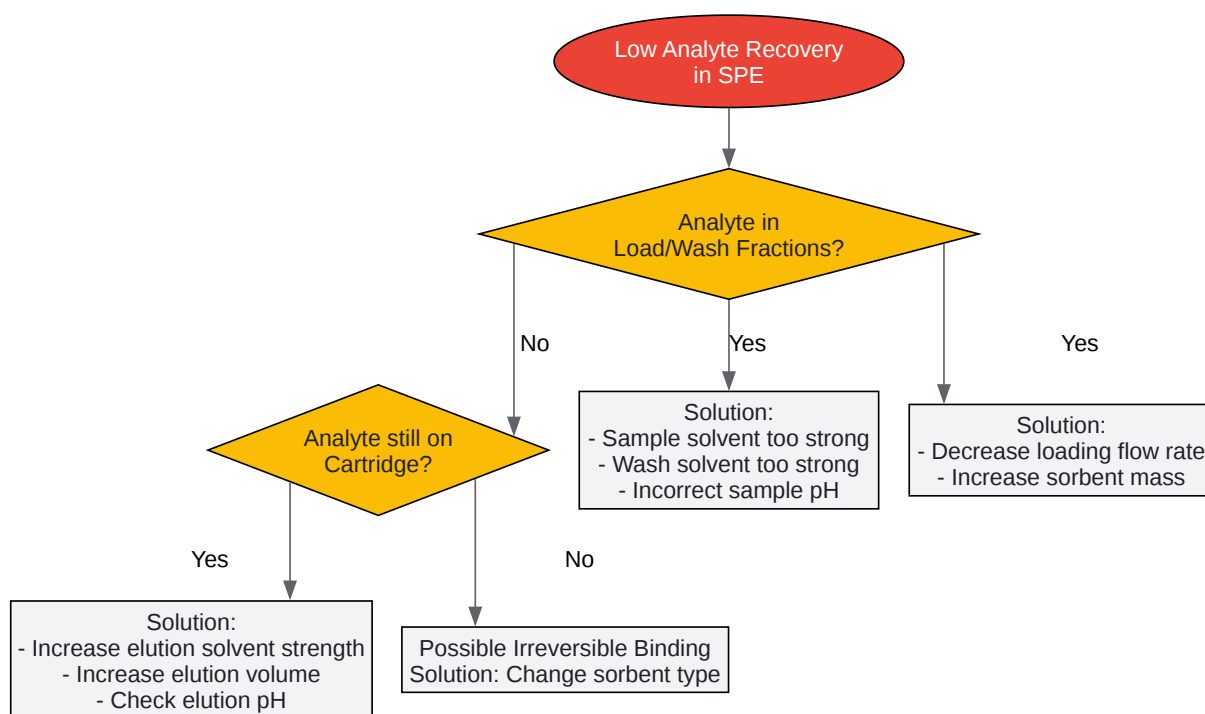 Low Analyte Recovery
in SPE
Analyte in
Load/Wash Fractions?
No
Yes
Yes
Analyte still on
Cartridge?
Solution:
- Sample solvent too strong
- Wash solvent too strong
- Incorrect sample pH
Solution:
- Decrease loading flow rate
- Increase sorbent mass
Yes
No
Solution:
- Increase elution solvent strength
- Increase elution volume
- Check elution pH
Possible Irreversible Binding
Solution: Change sorbent type